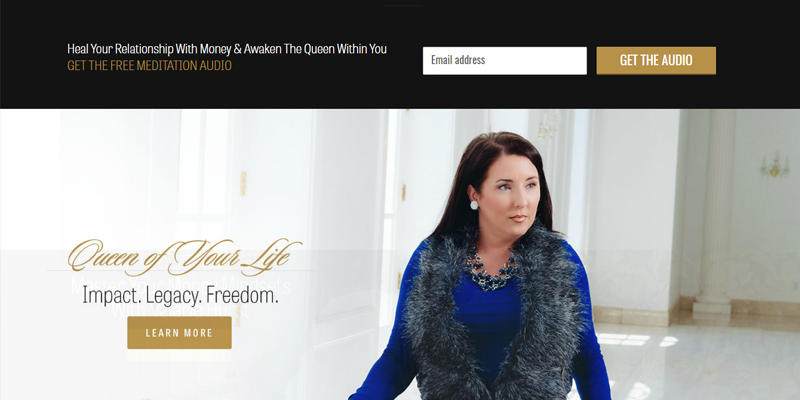 Heal Your Relationship With Money & Awaken The Queen Within You
GET THE FREE MEDITATION AUDIO
Email address
GET THE AUDIO
Queen of Your Life
Impact. Legacy. Freedom.
LEARN MORE